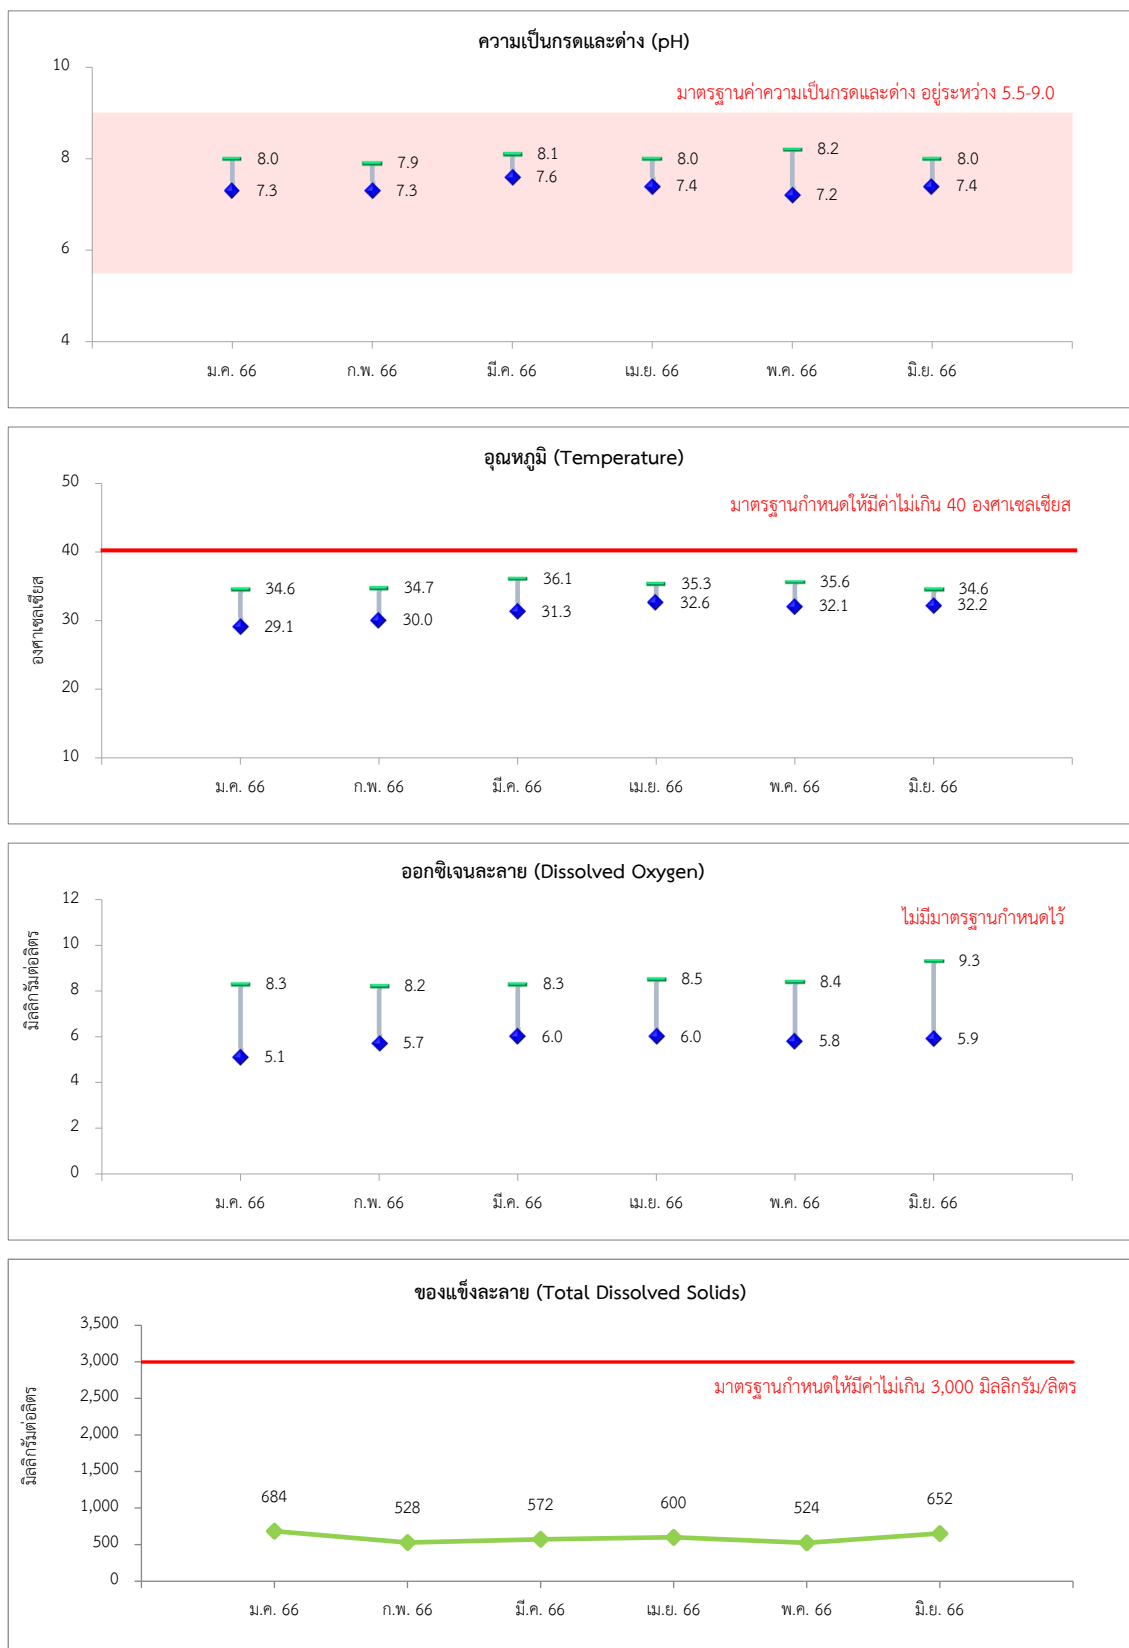 ความเป็นกรดและด่าง (pH)
มาตรฐานค่าความเป็นกรดและด่าง อยู่ระหว่าง 5.5-9.0
10
8
6
4
8.0 7.9 8.1 8.0 8.2 8.0
7.3 7.3 7.6 7.4 7.2 7.4
ม.ค. 66 ก.พ. 66 มี.ค. 66 เม.ย. 66 พ.ค. 66 มิ.ย. 66
อุณหภูมิ (Temperature)
มาตรฐานกำหนดให้มีค่าไม่เกิน 40 องศาเซลเซียส
องศาเซลเซียส
50
40
30
20
10
34.6 34.7 36.1 35.3 35.6 34.6
29.1 30.0 31.3 32.6 32.1 32.2
ม.ค. 66 ก.พ. 66 มี.ค. 66 เม.ย. 66 พ.ค. 66 มิ.ย. 66
ออกซิเจนละลาย (Dissolved Oxygen)
ไม่มีมาตรฐานกำหนดไว้
มิลลิกรัมต่อลิตร
12
10
8
6
4
2
0
8.3 8.2 8.3 8.5 8.4 9.3
5.1 5.7 6.0 6.0 5.8 5.9
ม.ค. 66 ก.พ. 66 มี.ค. 66 เม.ย. 66 พ.ค. 66 มิ.ย. 66
ของแข็งละลาย (Total Dissolved Solids)
มาตรฐานกำหนดให้มีค่าไม่เกิน 3,000 มิลลิกรัม/ลิตร
มิลลิกรัมต่อลิตร
3,500
3,000
2,500
2,000
1,500
1,000
500
0
684 528 572 600 524 652
ม.ค. 66 ก.พ. 66 มี.ค. 66 เม.ย. 66 พ.ค. 66 มิ.ย. 66